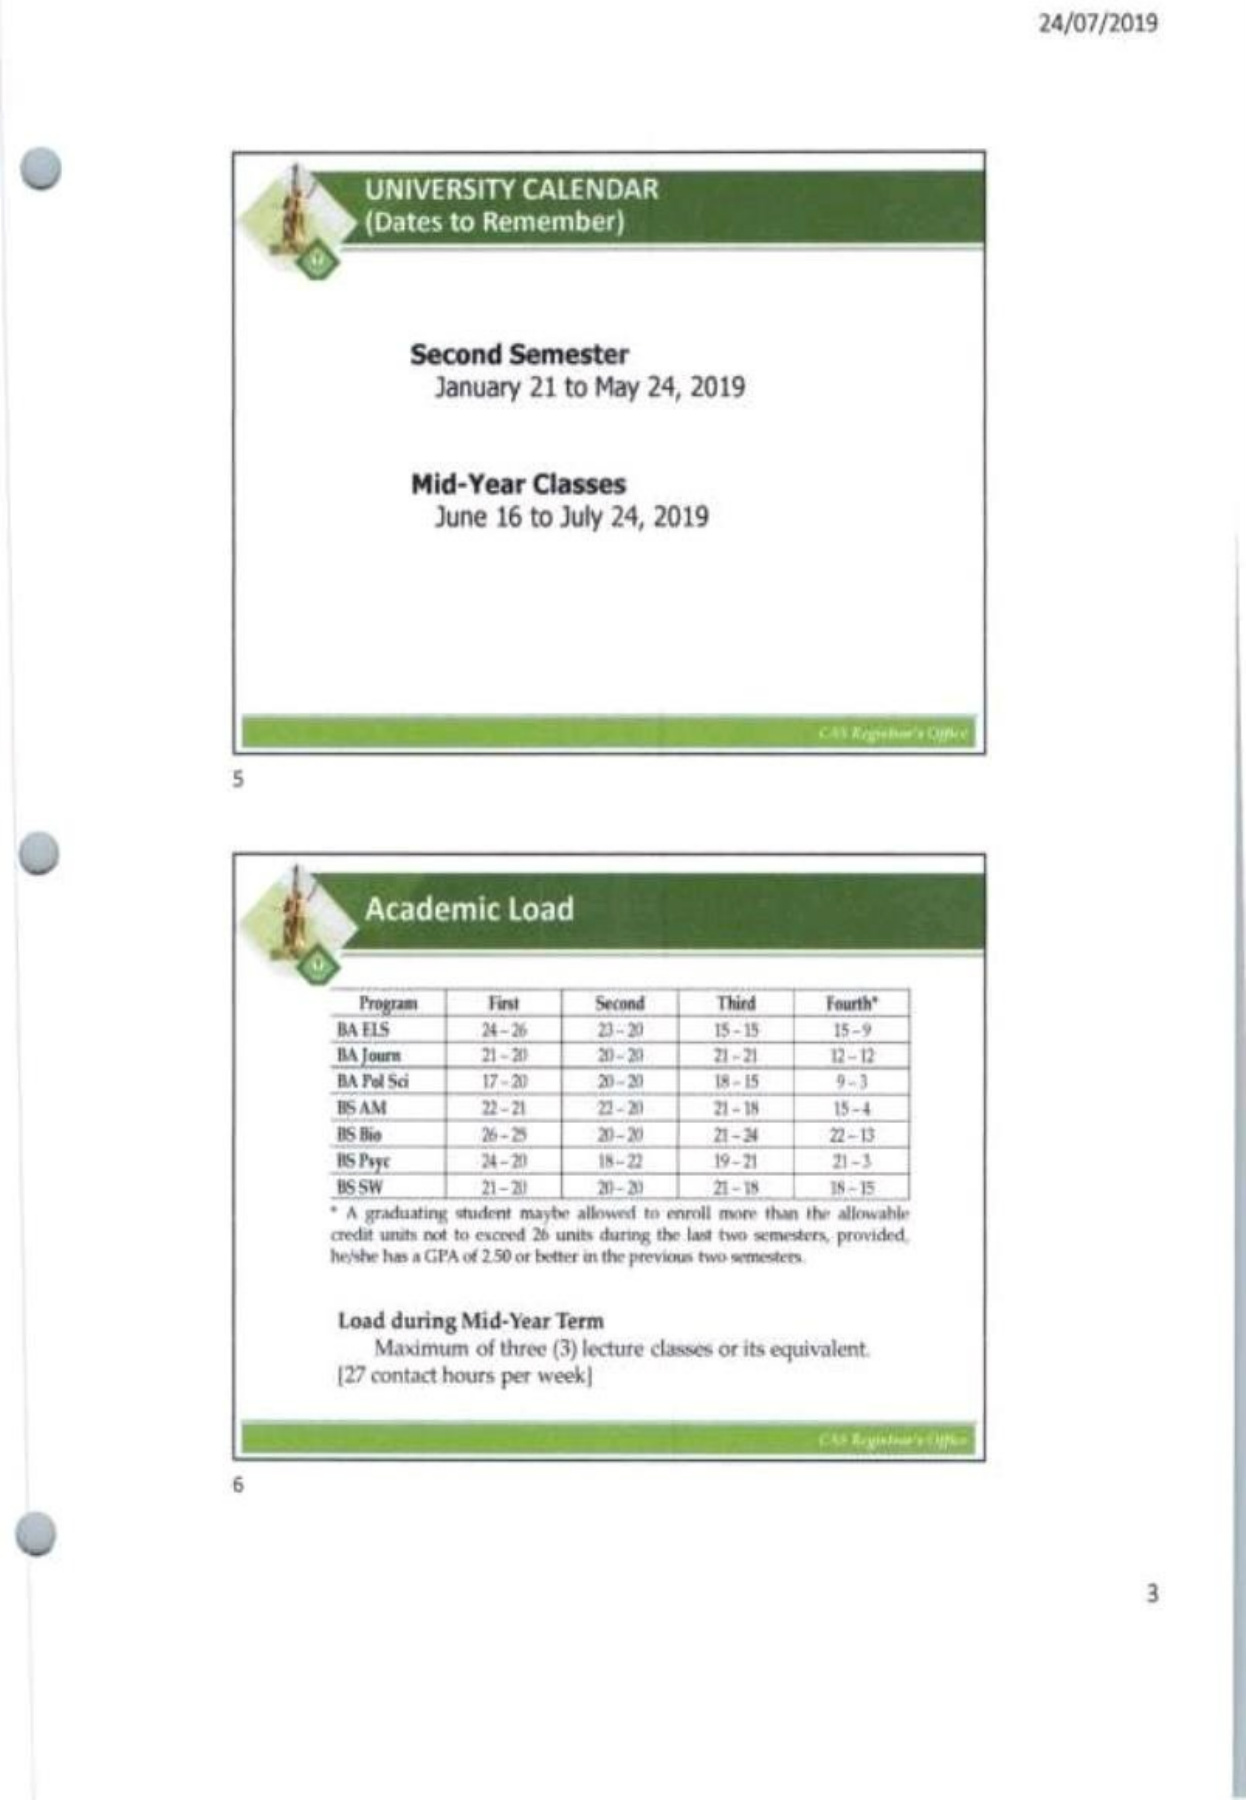 24/07/2019
UNIVERSITY CALENDAR
(Dates to Remember)
Second Semester
January 21 to May 24, 2019
Mid-Year Classes
June 16 to July 24, 2019
CAS Registrar's Office
5
Academic Load
Program First Second Third Fourth*
BA ELS 24 – 26 23 – 20 15 – 15 15 – 9
BA Journ 21 – 20 20 – 20 21 – 21 12 – 12
BA Pol Sci 17 – 20 20 – 20 18 – 15 9 – 3
BS AM 22 – 21 – 20 21 – 18 15 – 4
BS Bio 26 – 25 20 – 20 21 – 24 22 – 13
BS Psyc 24 – 20 18 – 22 19 – 21 21 – 3
BS SW 21 – 20 20 – 20 21 – 18 18 – 15
* A graduating student maybe allowed to enroll more than the allowable
credit units not to exceed 26 units during the last two semesters, provided,
he/she has a GPA of 2.50 or better in the previous two semesters.
Load during Mid-Year Term
Maximum of three (3) lecture classes or its equivalent.
[27 contact hours per week]
CAS Registrar's Office
6
3